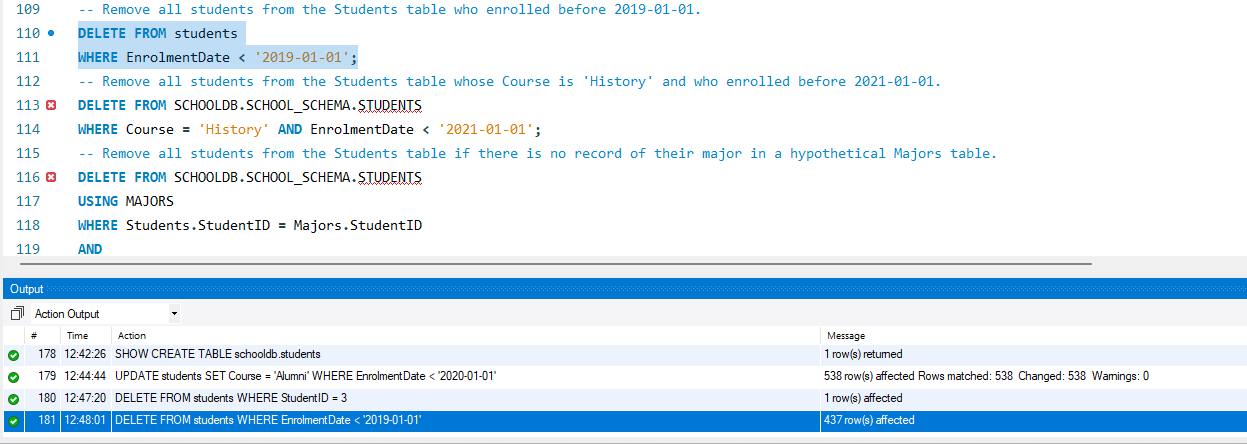 109 -- Remove all students from the Students table who enrolled before 2019-01-01.
110 DELETE FROM students
111 WHERE EnrolmentDate < '2019-01-01';
112 -- Remove all students from the Students table whose Course is 'History' and who enrolled before 2021-01-01.
113 DELETE FROM SCHOOLDB.SCHOOL_SCHEMA.STUDENTS
114 WHERE Course = 'History' AND EnrolmentDate < '2021-01-01';
115 -- Remove all students from the Students table if there is no record of their major in a hypothetical Majors table.
116 DELETE FROM SCHOOLDB.SCHOOL_SCHEMA.STUDENTS
117 USING MAJORS
118 WHERE Students.StudentID = Majors.StudentID
119 AND
Output
Action Output
# Time Action Message
178 12:42:26 SHOW CREATE TABLE schooldb.students 1 row(s) returned
179 12:44:44 UPDATE students SET Course = 'Alumni' WHERE EnrolmentDate < '2020-01-01' 538 row(s) affected Rows matched: 538 Changed: 538 Warnings: 0
180 12:47:20 DELETE FROM students WHERE StudentID = 3 1 row(s) affected
181 12:48:01 DELETE FROM students WHERE EnrolmentDate < '2019-01-01' 437 row(s) affected